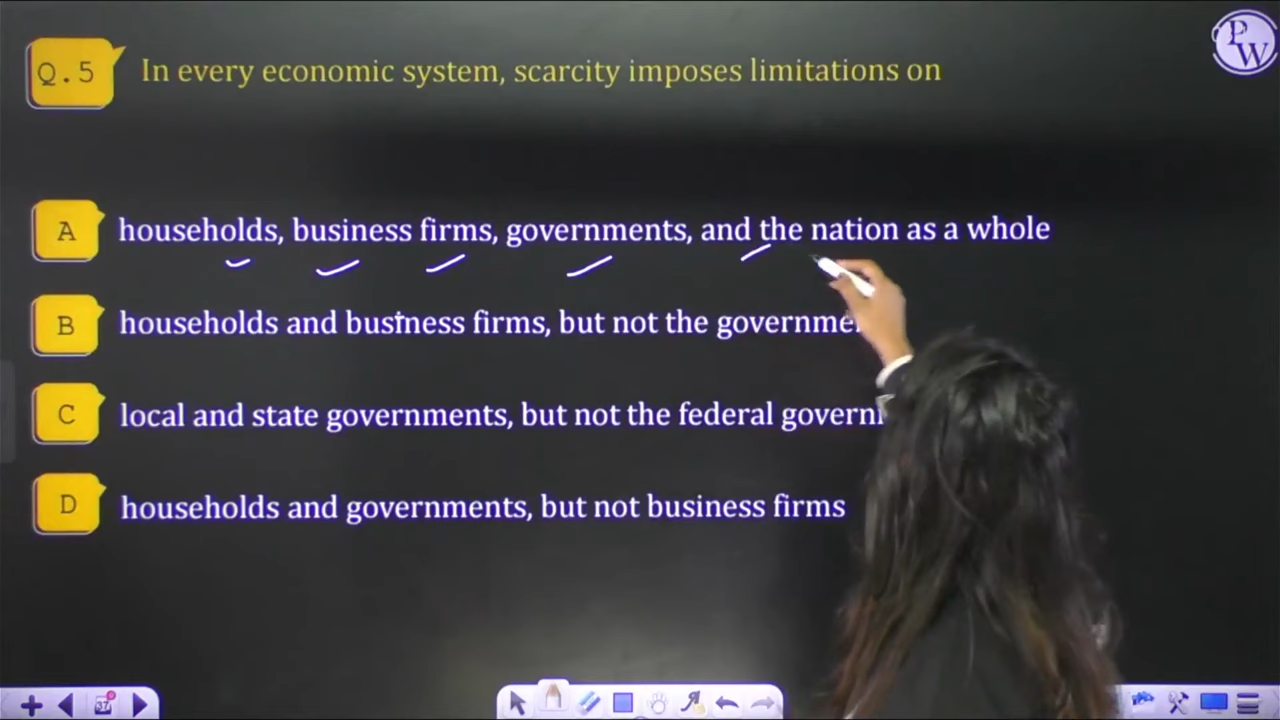 PW
Q.5 In every economic system, scarcity imposes limitations on
A households, business firms, governments, and the nation as a whole
B households and business firms, but not the
C local and state governments, but not the federal
D households and governments, but not business firms
37